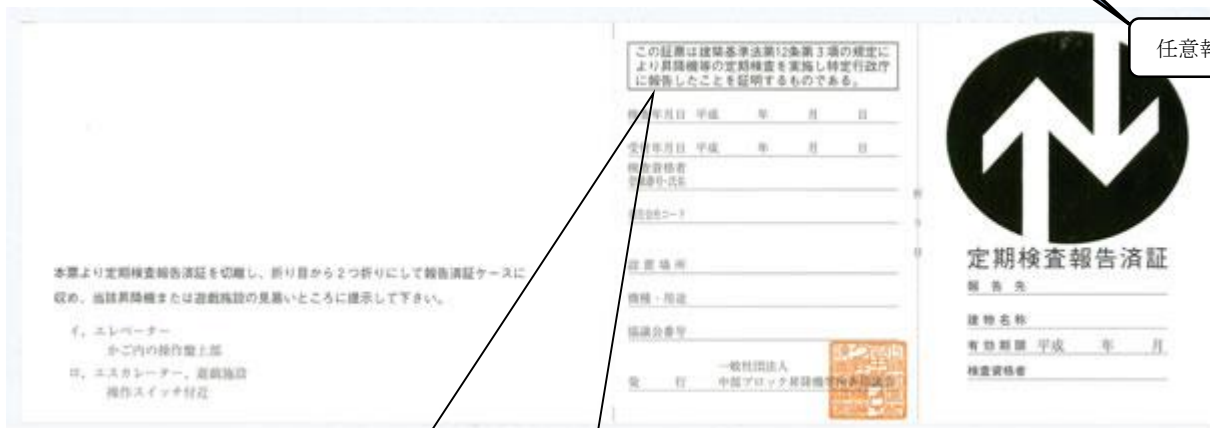 本票より定期検査報告済証を切離し、折り目から2つ折りにして報告済証ケースに
収め、当該昇降機または遊戯施設の見易いところに提示して下さい。
イ、エレベーター
かご内の操作盤上部
ロ、エスカレーター、遊戯施設
操作スイッチ付近
この証票は建築基準法第12条第3項の規定に
より昇降機等の定期検査を実施し特定行政庁
に報告したことを証明するものである。
検査年月日 平成 年 月 日
受付年月日 平成 年 月 日
検査資格者
登録番号・氏名
設置場所
機種・用途
協議会番号
一般社団法人
発 行 中部ブロック昇降機等検査協議会
任意報
定期検査報告済証
報告先
建物名称
有効期限 平成 年 月
検査資格者